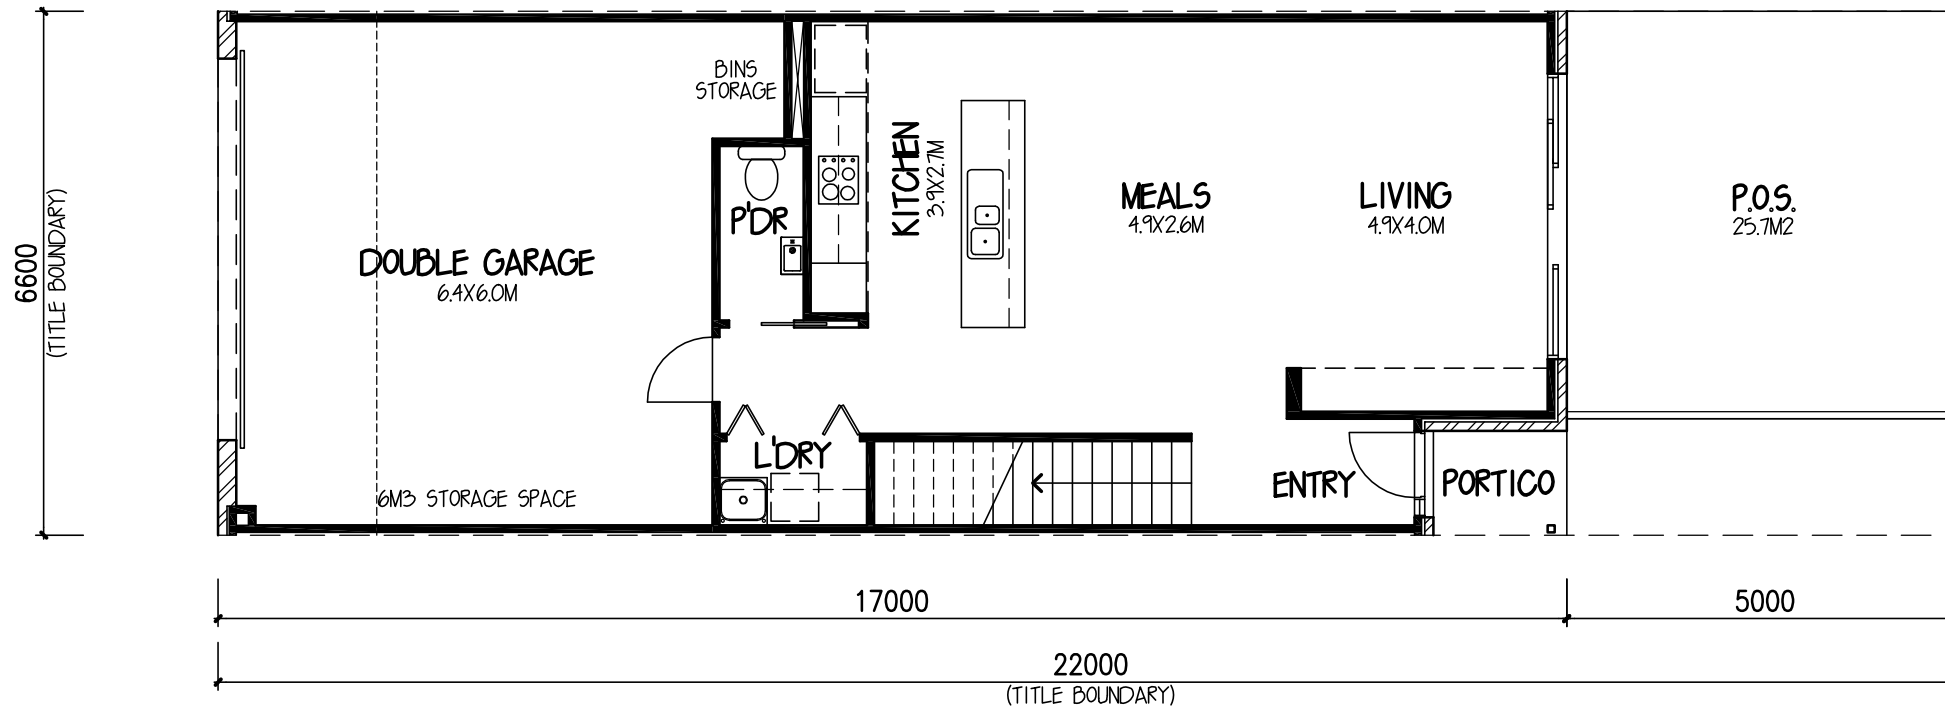 BINS
STORAGE
KITCHEN
3.9X2.7M
MEALS
4.9X2.6M
LIVING
4.9X4.0M
P.O.S.
25.7M2
P'DR
DOUBLE GARAGE
6.4X6.0M
6600
(TITLE BOUNDARY)
L'DRY
ENTRY
PORTICO
6M3 STORAGE SPACE
17000
5000
22000
(TITLE BOUNDARY)